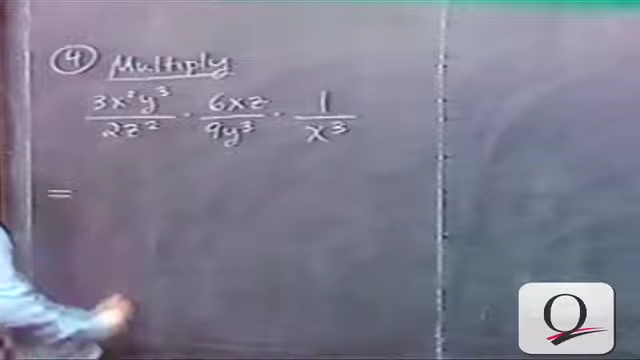 ④ Multiply
3x²y³/2z² · 6xz/9y³ · 1/x³
=
Q